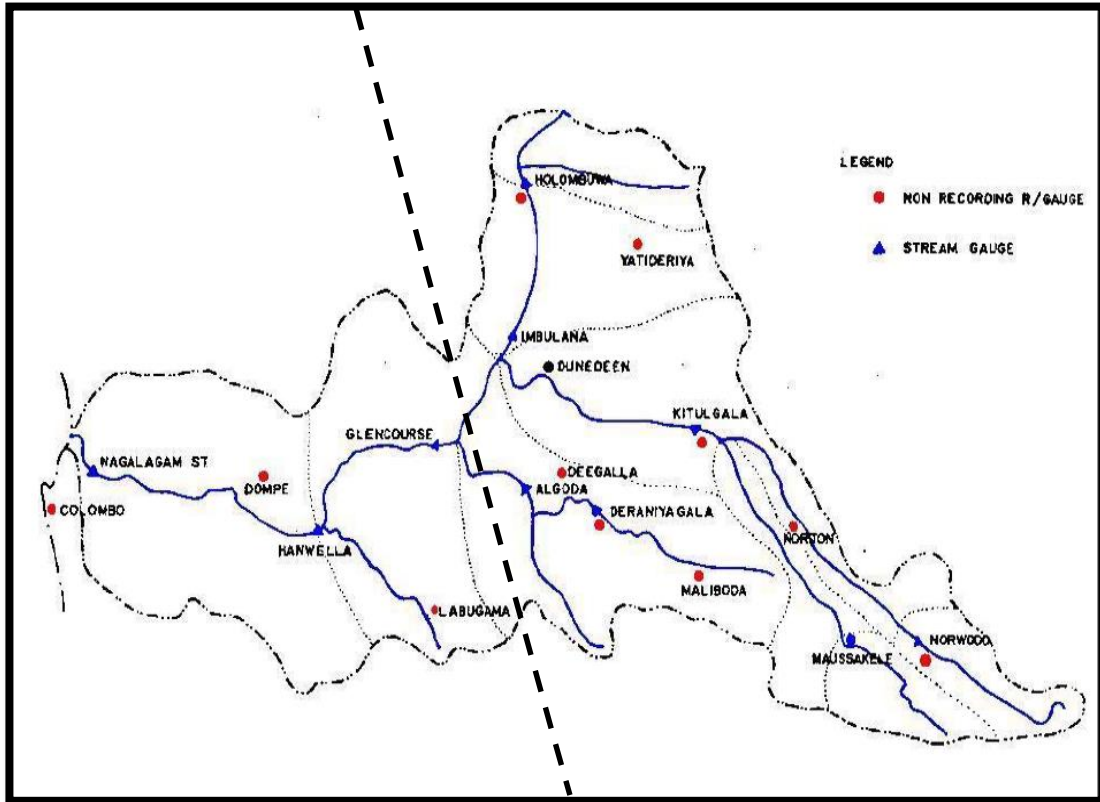 LEGEND
HOLOMBUWA
NON RECORDING R/GAUGE
YATIDERIYA
STREAM GAUGE
IMBULANA
DUNEDEEN
KITULGALA
GLENCOURSE
NAGALAGAM ST
DEEGALLA
DOMPE
ALGODA
COLOMBO
DERANIYAGALA
NORTON
HANWELLA
MALIBODA
LABUGAMA
NORWOOD
MAUSSAKELE